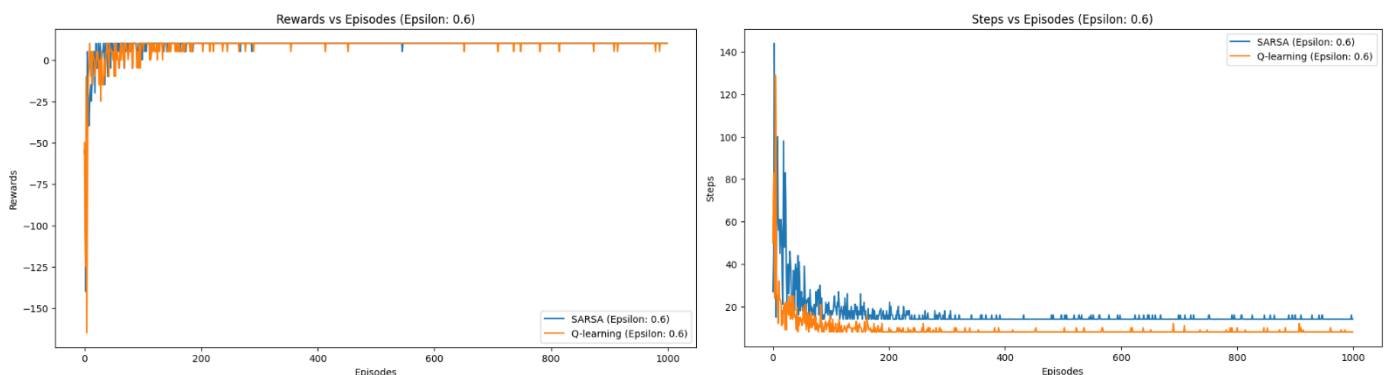 Rewards vs Episodes (Epsilon: 0.6)
0
−25
−50
−75
−100
−125
−150
Rewards
SARSA (Epsilon: 0.6)
Q-learning (Epsilon: 0.6)
0
200
400
600
800
1000
Episodes
Steps vs Episodes (Epsilon: 0.6)
140
120
100
80
60
40
20
Steps
SARSA (Epsilon: 0.6)
Q-learning (Epsilon: 0.6)
0
200
400
600
800
1000
Episodes